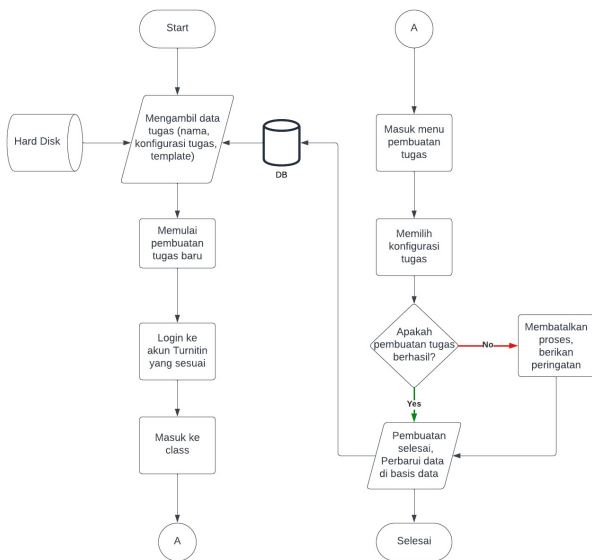 Start
Mengambil data
tugas (nama,
konfigurasi tugas,
template)
Hard Disk
DB
Memulai
pembuatan
tugas baru
Login ke
akun Turnitin
yang sesuai
Masuk ke
class
A
A
Masuk menu
pembuatan
tugas
Memilih
konfigurasi
tugas
Apakah
pembuatan tugas
berhasil?
No
Membatalkan
proses,
berikan
peringatan
Yes
Pembuatan
selesai,
Perbarui data
di basis data
Selesai